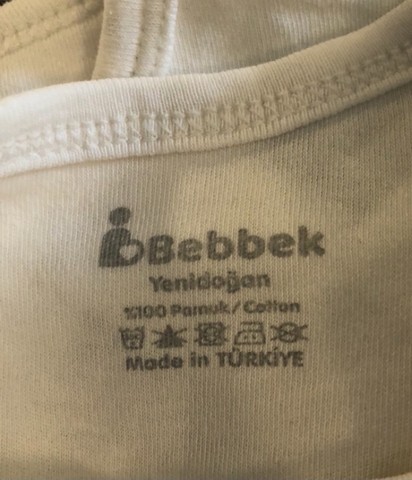 Bebbek
Yenidoğan
%100 Pamuk/Cotton
Made in TÜRKİYE